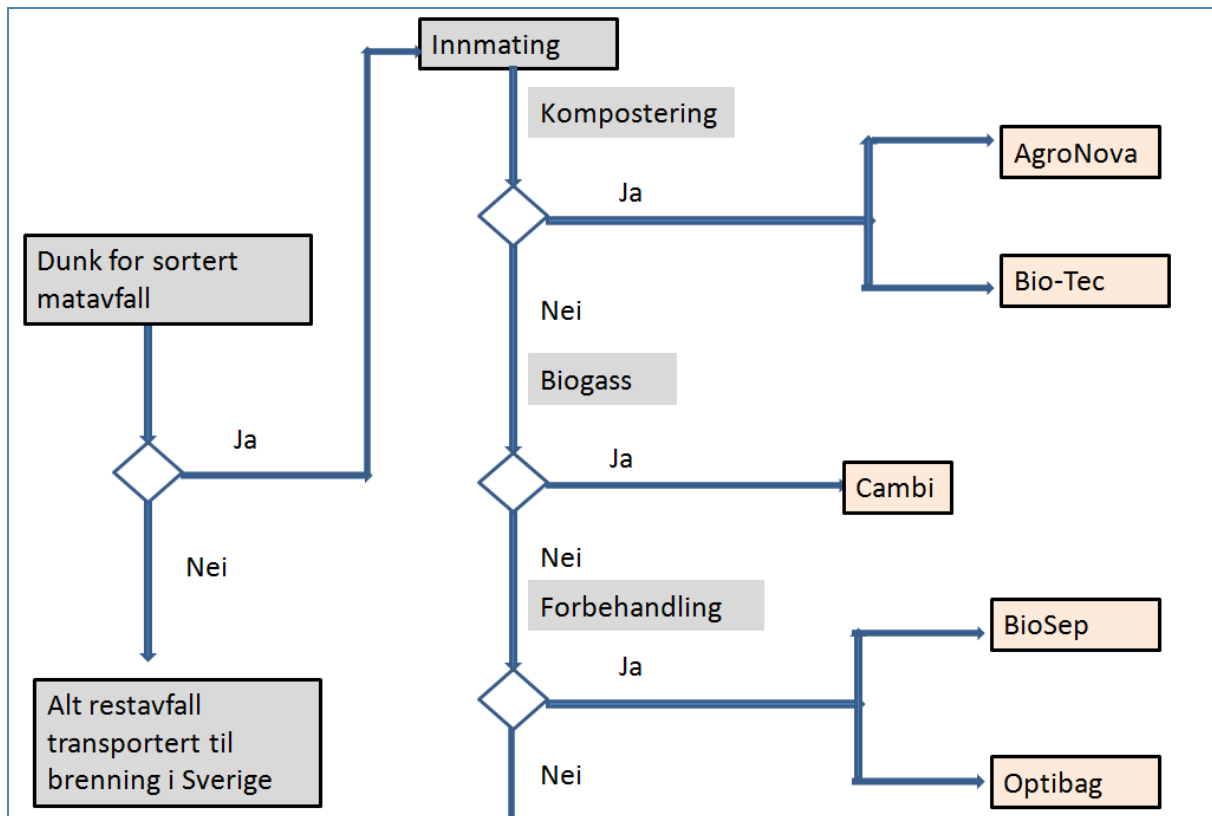 Innmating
Kompostering
Ja
AgroNova
Bio-Tec
Dunk for sortert
matavfall
Nei
Biogass
Ja
Ja
Cambi
Nei
Nei
Forbehandling
BioSep
Ja
Alt restavfall
transportert til
brenning i Sverige
Nei
Optibag